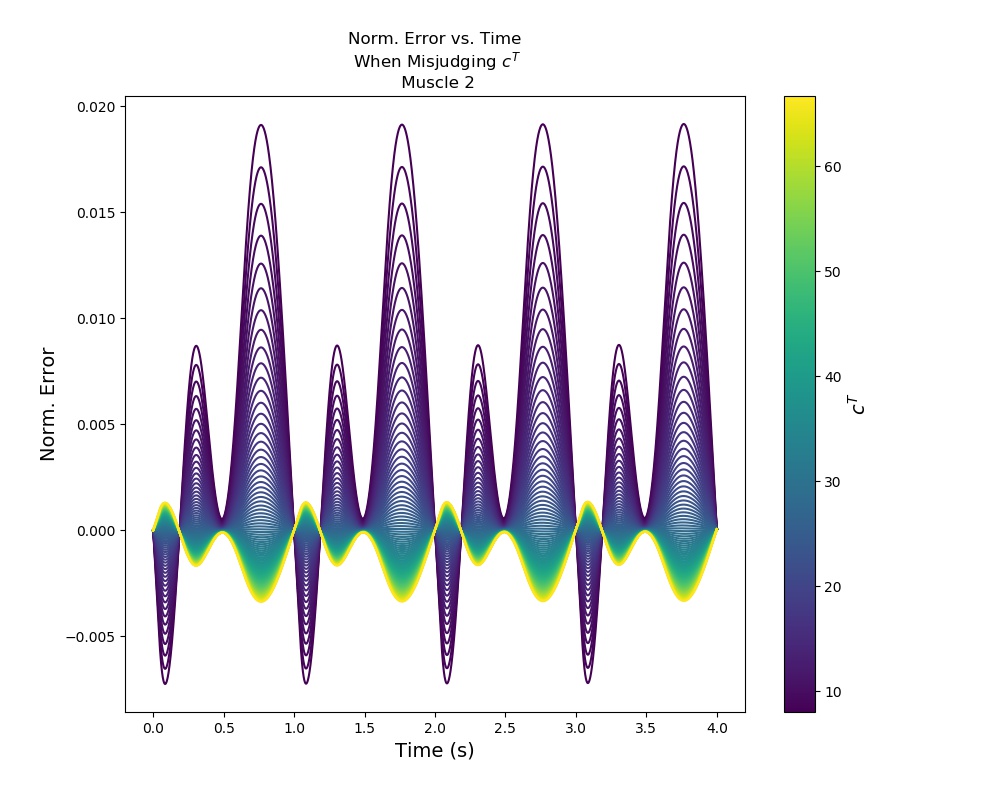 Norm. Error vs. Time
When Misjudging c^T
Muscle 2
Norm. Error
0.020
0.015
0.010
0.005
0.000
−0.005
0.0 0.5 1.0 1.5 2.0 2.5 3.0 3.5 4.0
Time (s)
60
50
40
30
20
10
c^T